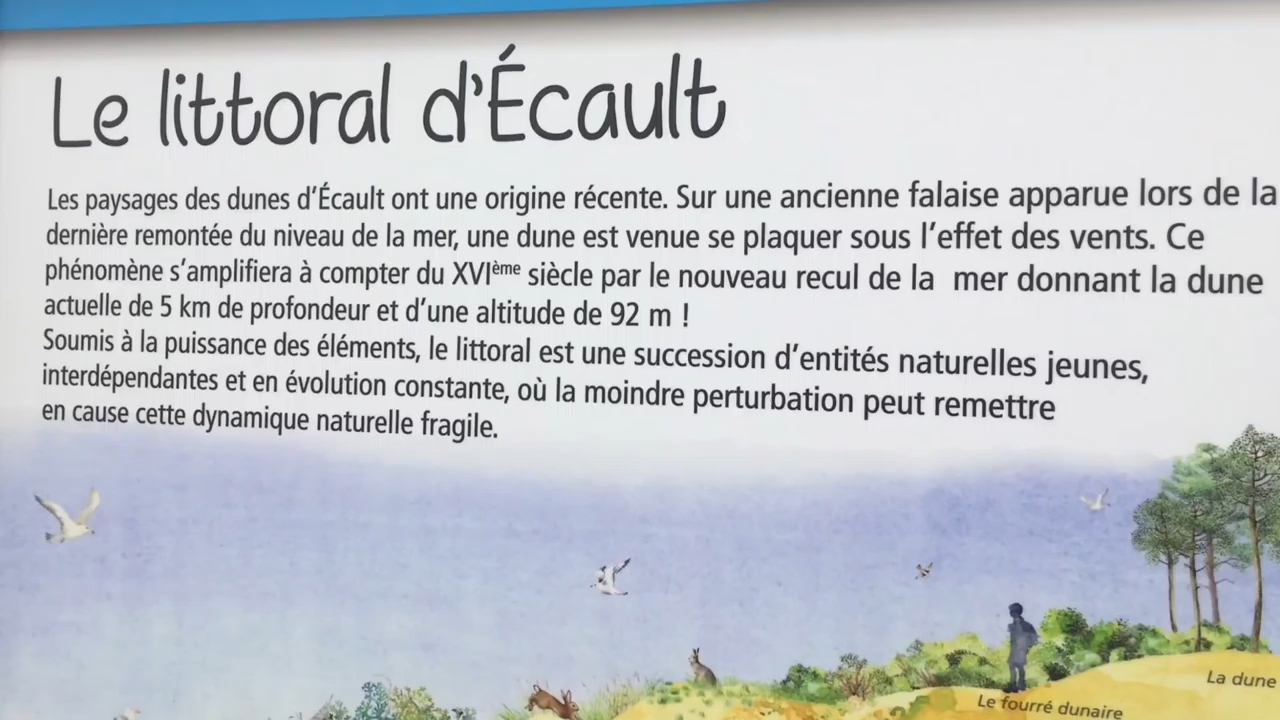 Le littoral d'Écault
Les paysages des dunes d'Écault ont une origine récente. Sur une ancienne falaise apparue lors de la
dernière remontée du niveau de la mer, une dune est venue se plaquer sous l'effet des vents. Ce
phénomène s'amplifiera à compter du XVIème siècle par le nouveau recul de la mer donnant la dune
actuelle de 5 km de profondeur et d'une altitude de 92 m !
Soumis à la puissance des éléments, le littoral est une succession d'entités naturelles jeunes,
interdépendantes et en évolution constante, où la moindre perturbation peut remettre
en cause cette dynamique naturelle fragile.
La dune
Le fourré dunaire